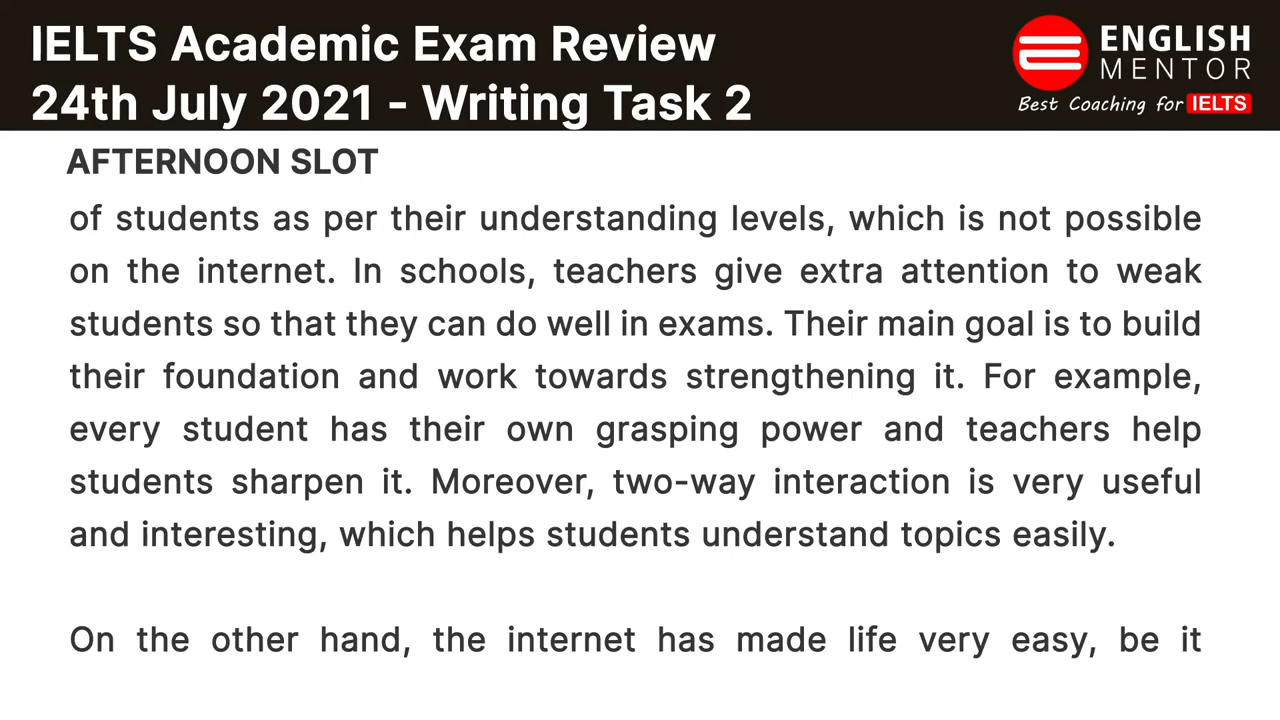 IELTS Academic Exam Review
24th July 2021 - Writing Task 2
ENGLISH
MENTOR
Best Coaching for IELTS
AFTERNOON SLOT
of students as per their understanding levels, which is not possible
on the internet. In schools, teachers give extra attention to weak
students so that they can do well in exams. Their main goal is to build
their foundation and work towards strengthening it. For example,
every student has their own grasping power and teachers help
students sharpen it. Moreover, two-way interaction is very useful
and interesting, which helps students understand topics easily.
On the other hand, the internet has made life very easy, be it